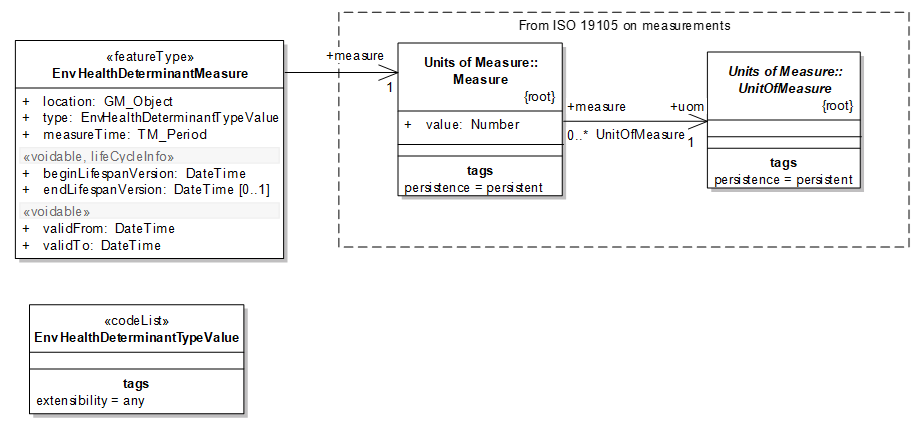 From ISO 19105 on measurements
«featureType»
EnvHealthDeterminantMeasure
+ location: GM_Object
+ type: EnvHealthDeterminantTypeValue
+ measureTime: TM_Period
«voidable, lifeCycleInfo»
+ beginLifespanVersion: DateTime
+ endLifespanVersion: DateTime [0..1]
«voidable»
+ validFrom: DateTime
+ validTo: DateTime
+measure
1
Units of Measure::
Measure
{root}
+ value: Number
tags
persistence = persistent
+measure
+uom
0..* UnitOfMeasure
1
Units of Measure::
UnitOfMeasure
{root}
tags
persistence = persistent
«codeList»
EnvHealthDeterminantTypeValue
tags
extensibility = any